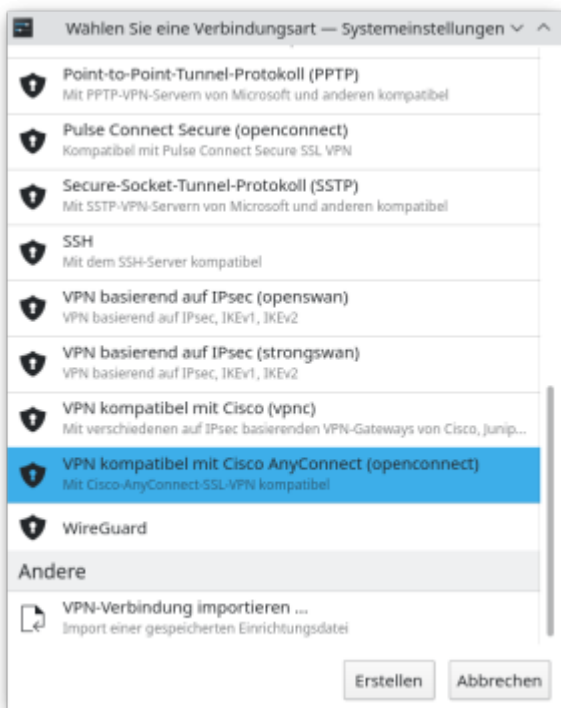 Wählen Sie eine Verbindungsart — Systemeinstellungen
Point-to-Point-Tunnel-Protokoll (PPTP)
Mit PPTP-VPN-Servern von Microsoft und anderen kompatibel
Pulse Connect Secure (openconnect)
Kompatibel mit Pulse Connect Secure SSL VPN
Secure-Socket-Tunnel-Protokoll (SSTP)
Mit SSTP-VPN-Servern von Microsoft und anderen kompatibel
SSH
Mit dem SSH-Server kompatibel
VPN basierend auf IPsec (openswan)
VPN basierend auf IPsec, IKEv1, IKEv2
VPN basierend auf IPsec (strongswan)
VPN basierend auf IPsec, IKEv1, IKEv2
VPN kompatibel mit Cisco (vpnc)
Mit verschiedenen auf IPsec basierenden VPN-Gateways von Cisco, Junip...
VPN kompatibel mit Cisco AnyConnect (openconnect)
Mit Cisco-AnyConnect-SSL-VPN kompatibel
WireGuard
Andere
VPN-Verbindung importieren ...
Import einer gespeicherten Einrichtungsdatei
Erstellen Abbrechen